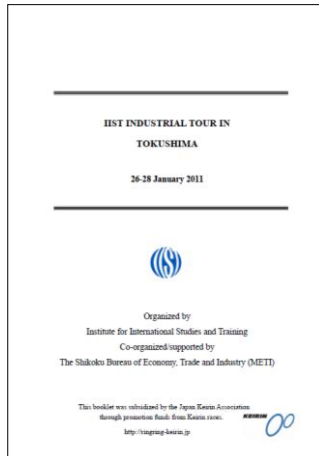 IIST INDUSTRIAL TOUR IN
TOKUSHIMA
26-28 January 2011
Organized by
Institute for International Studies and Training
Co-organized/supported by
The Shikoku Bureau of Economy, Trade and Industry (METI)
This booklet was subsidized by the Japan Keirin Association
through promotion funds from Keirin races.
KEIRIN
http://ringring-keirin.jp